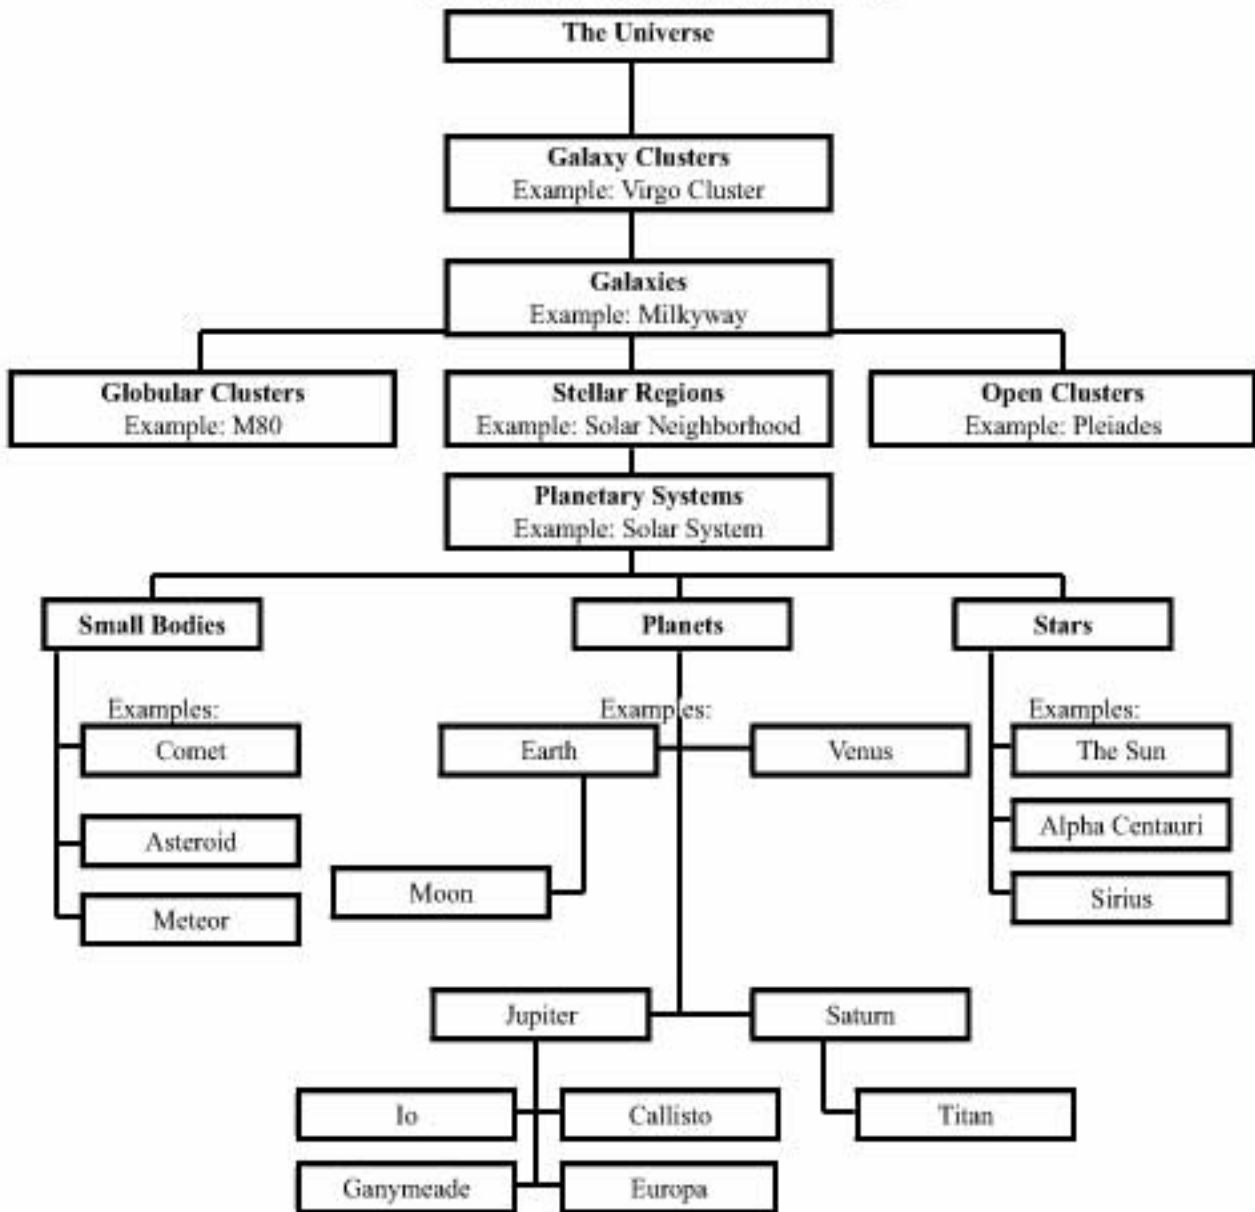 The Universe
Galaxy Clusters
Example: Virgo Cluster
Galaxies
Example: Milkyway
Globular Clusters
Example: M80
Stellar Regions
Example: Solar Neighborhood
Open Clusters
Example: Pleiades
Planetary Systems
Example: Solar System
Small Bodies
Planets
Stars
Examples:
Examples:
Examples:
Comet
Earth
Venus
The Sun
Asteroid
Alpha Centauri
Moon
Meteor
Sirius
Jupiter
Saturn
Io
Callisto
Titan
Ganymeade
Europa